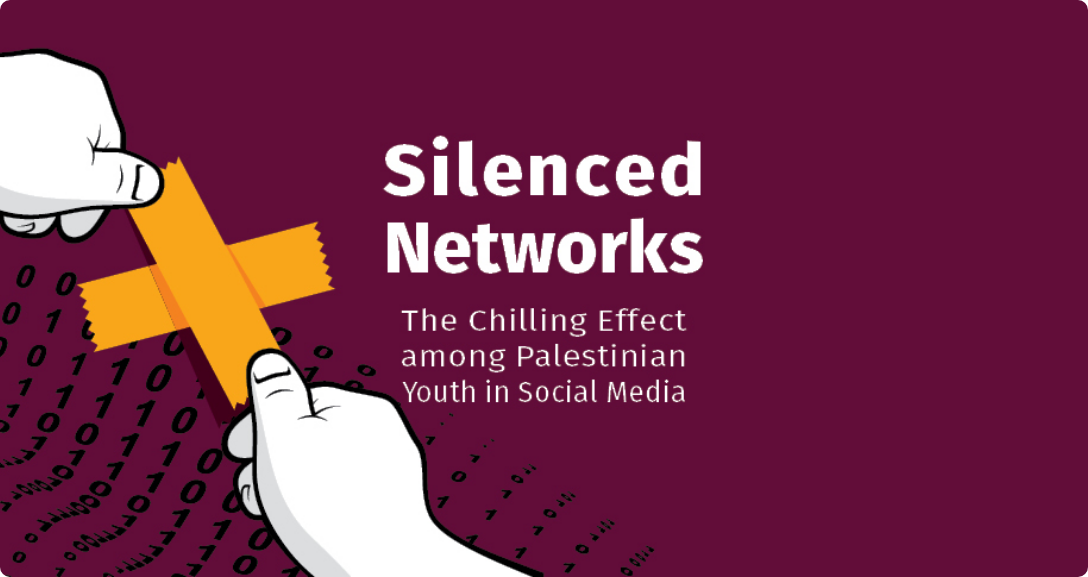 Silenced
Networks
The Chilling Effect
among Palestinian
Youth in Social Media